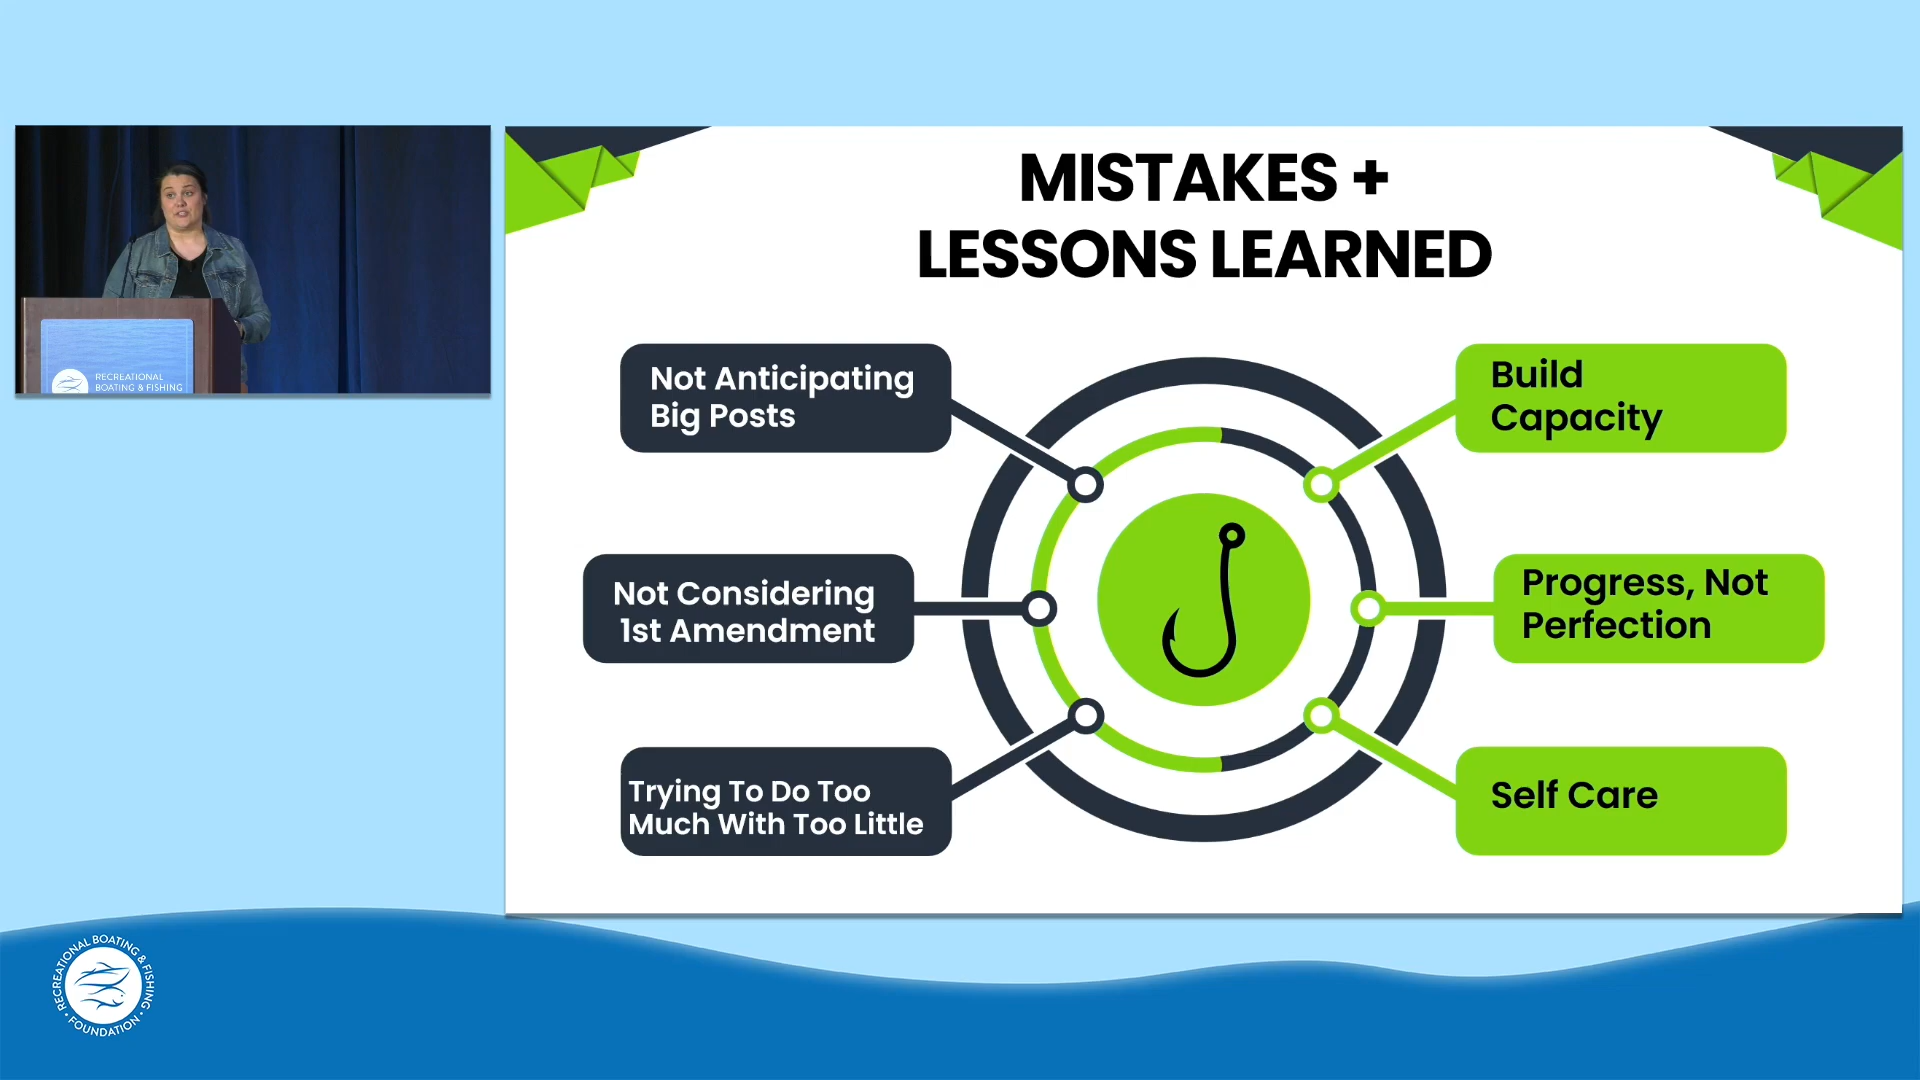 MISTAKES +
LESSONS LEARNED
Not Anticipating
Big Posts
Not Considering
1st Amendment
Trying To Do Too
Much With Too Little
Build
Capacity
Progress, Not
Perfection
Self Care
RECREATIONAL
BOATING & FISHING
RECREATIONAL BOATING & FISHING
• FOUNDATION •